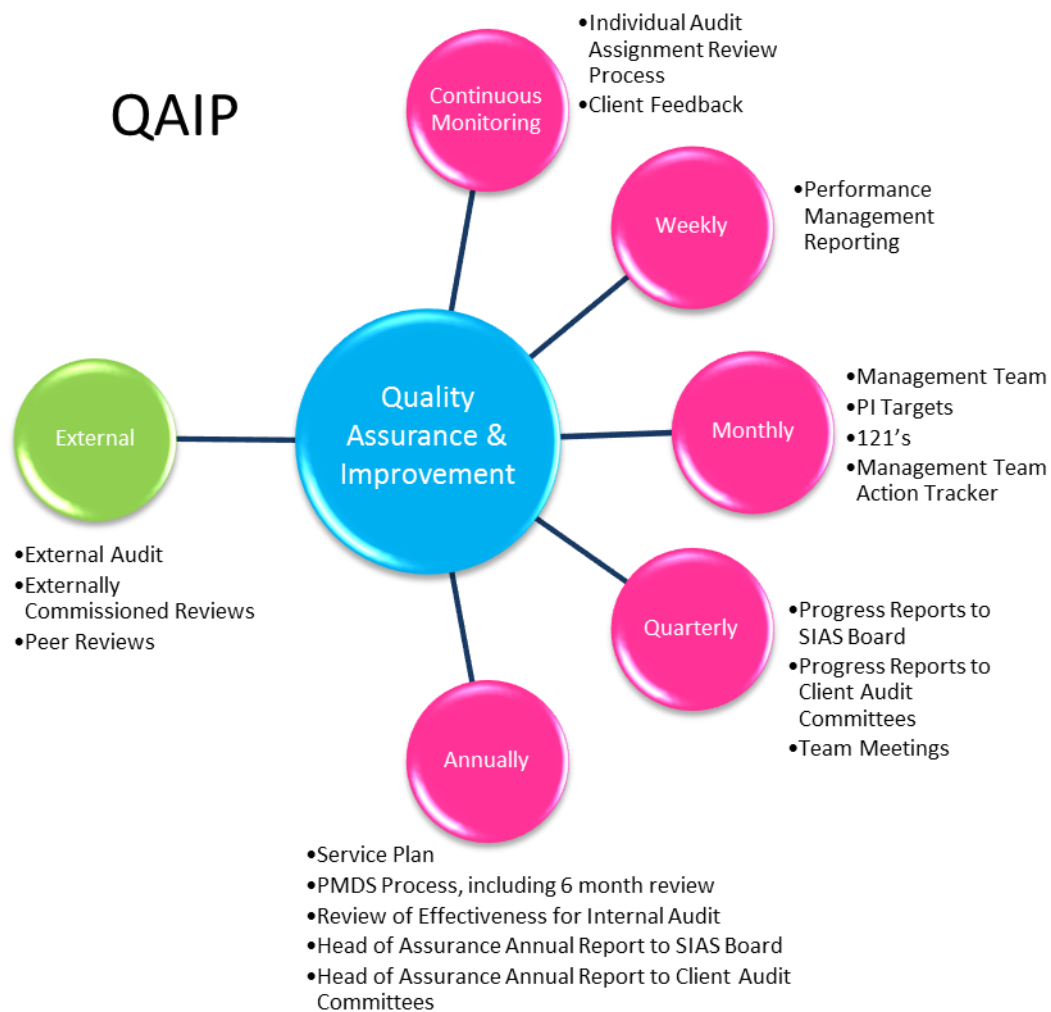 QAIP
Continuous
Monitoring
•Individual Audit
Assignment Review
Process
•Client Feedback
Weekly
•Performance
Management
Reporting
Monthly
•Management Team
•PI Targets
•121’s
•Management Team
Action Tracker
Quality
Assurance &
Improvement
External
•External Audit
•Externally
Commissioned Reviews
•Peer Reviews
Quarterly
•Progress Reports to
SIAS Board
•Progress Reports to
Client Audit
Committees
•Team Meetings
Annually
•Service Plan
•PMDS Process, including 6 month review
•Review of Effectiveness for Internal Audit
•Head of Assurance Annual Report to SIAS Board
•Head of Assurance Annual Report to Client Audit
Committees